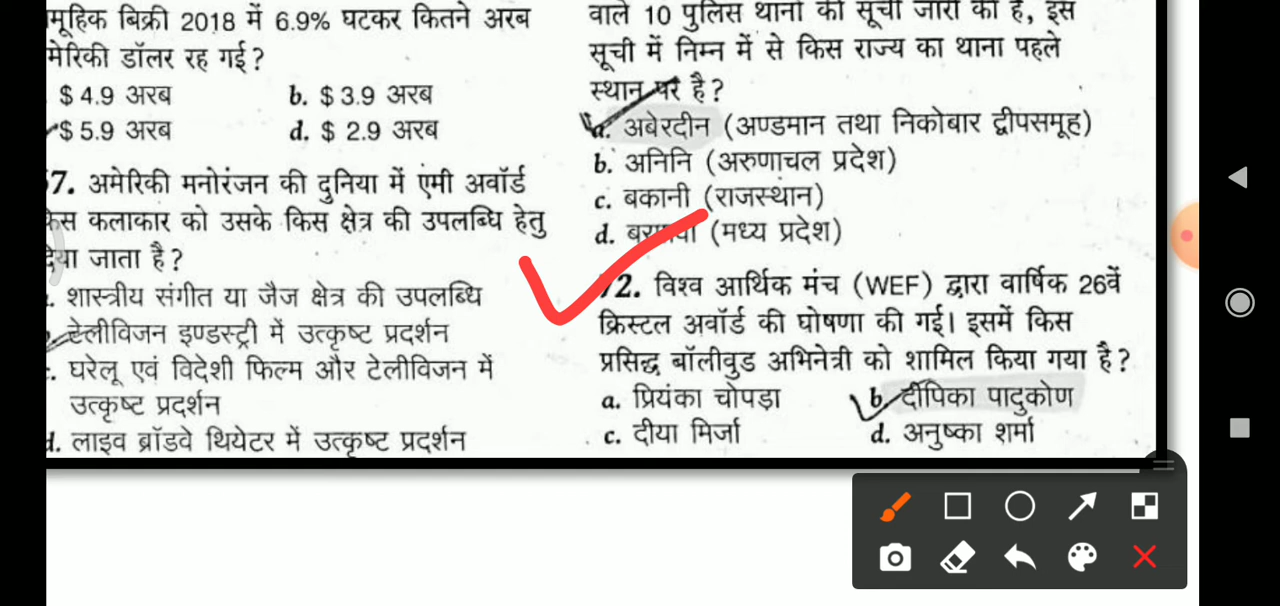 मूहिक बिक्री 2018 में 6.9% घटकर कितने अरब
मेरिकी डॉलर रह गई?
$ 4.9 अरब b. $ 3.9 अरब
$ 5.9 अरब d. $ 2.9 अरब
7. अमेरिकी मनोरंजन की दुनिया में एंमी अवॉर्ड
कस कलाकार को उसके किस क्षेत्र की उपलब्धि हेतु
देया जाता है?
. शास्त्रीय संगीत या जैज क्षेत्र की उपलब्धि
टेलीविजन इण्डस्ट्री में उत्कृष्ट प्रदर्शन
. घरेलू एवं विदेशी फिल्म और टेलीविजन में
उत्कृष्ट प्रदर्शन
d. लाइव ब्रॉडवे थियेटर में उत्कृष्ट प्रदर्शन
वाले 10 पुलिस थानों की सूची जारी की है, इस
सूची में निम्न में से किस राज्य का थाना पहले
स्थान पर है?
a. अबेरदीन (अण्डमान तथा निकोबार द्वीपसमूह)
b. अनिनि (अरुणाचल प्रदेश)
c. बकानी (राजस्थान)
d. (मध्य प्रदेश)
72. विश्व आर्थिक मंच (WEF) द्वारा वार्षिक 26वें
क्रिस्टल अवॉर्ड की घोषणा की गई। इसमें किस
प्रसिद्ध बॉलीवुड अभिनेत्री को शामिल किया गया है?
a. प्रियंका चोपड़ा b. दीपिका पादुकोण
c. दीया मिर्जा d. अनुष्का शर्मा